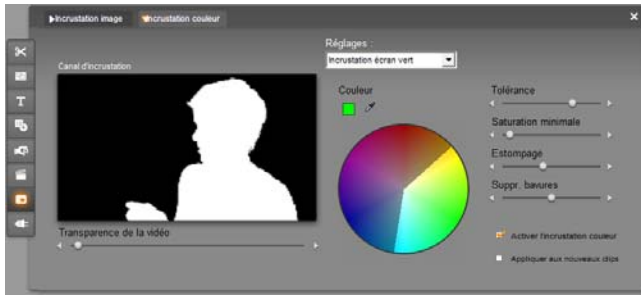 Incrustation image
Incrustation couleur
x
Réglages :
Incrustation écran vert
Canal d'incrustation
T
Couleur
Tolérance
Saturation minimale
Estompage
Suppr. bavures
Transparence de la vidéo
Activer l'incrustation couleur
Appliquer aux nouveaux clips